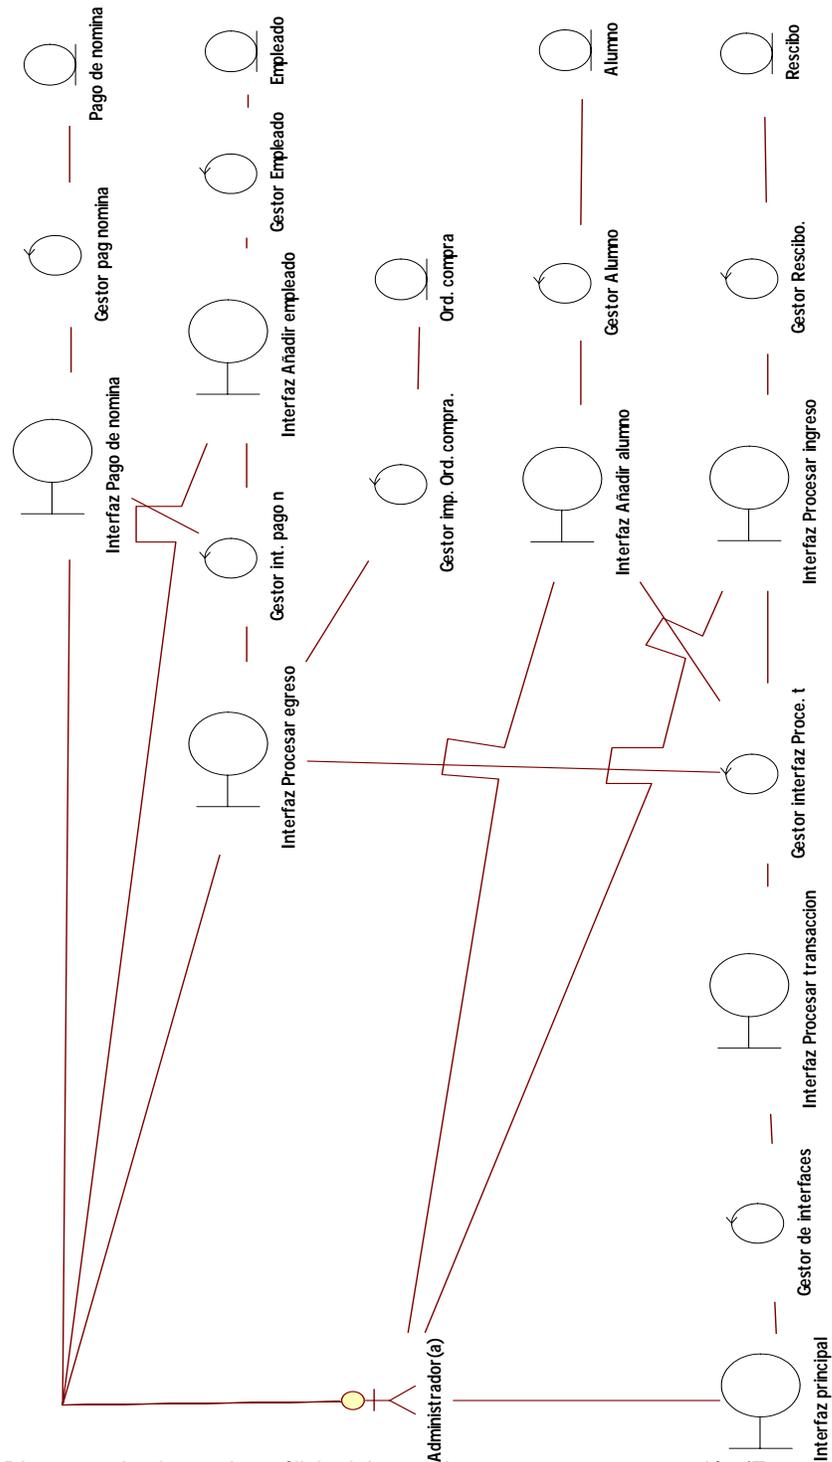 Pago de nomina
Gestor pag nomina
Interfaz Pago de nomina
Empleado
Gestor Empleado
Interfaz Añadir empleado
Gestor int. pago n
Interfaz Procesar egreso
Ord. compra
Gestor imp. Ord. compra.
Administrador(a)
Alumno
Gestor Alumno
Interfaz Añadir alumno
Rescibo
Gestor Rescibo.
Interfaz Procesar ingreso
Gestor interfaz Proce. t
Interfaz Procesar transaccion
Gestor de interfaces
Interfaz principal